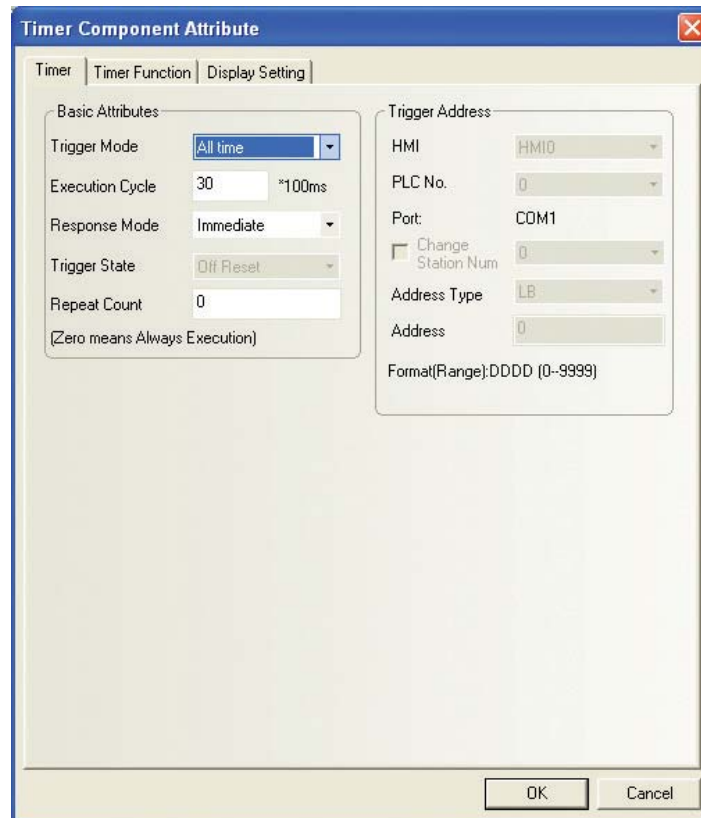 Timer Component Attribute
Timer
Timer Function
Display Setting
Basic Attributes
Trigger Mode
All time
Execution Cycle
30
*100ms
Response Mode
Immediate
Trigger State
Off Reset
Repeat Count
0
(Zero means Always Execution)
Trigger Address
HMI
HMI0
PLC No.
0
Port:
COM1
Change
Station Num
0
Address Type
LB
Address
0
Format(Range):DDDD (0--9999)
OK
Cancel